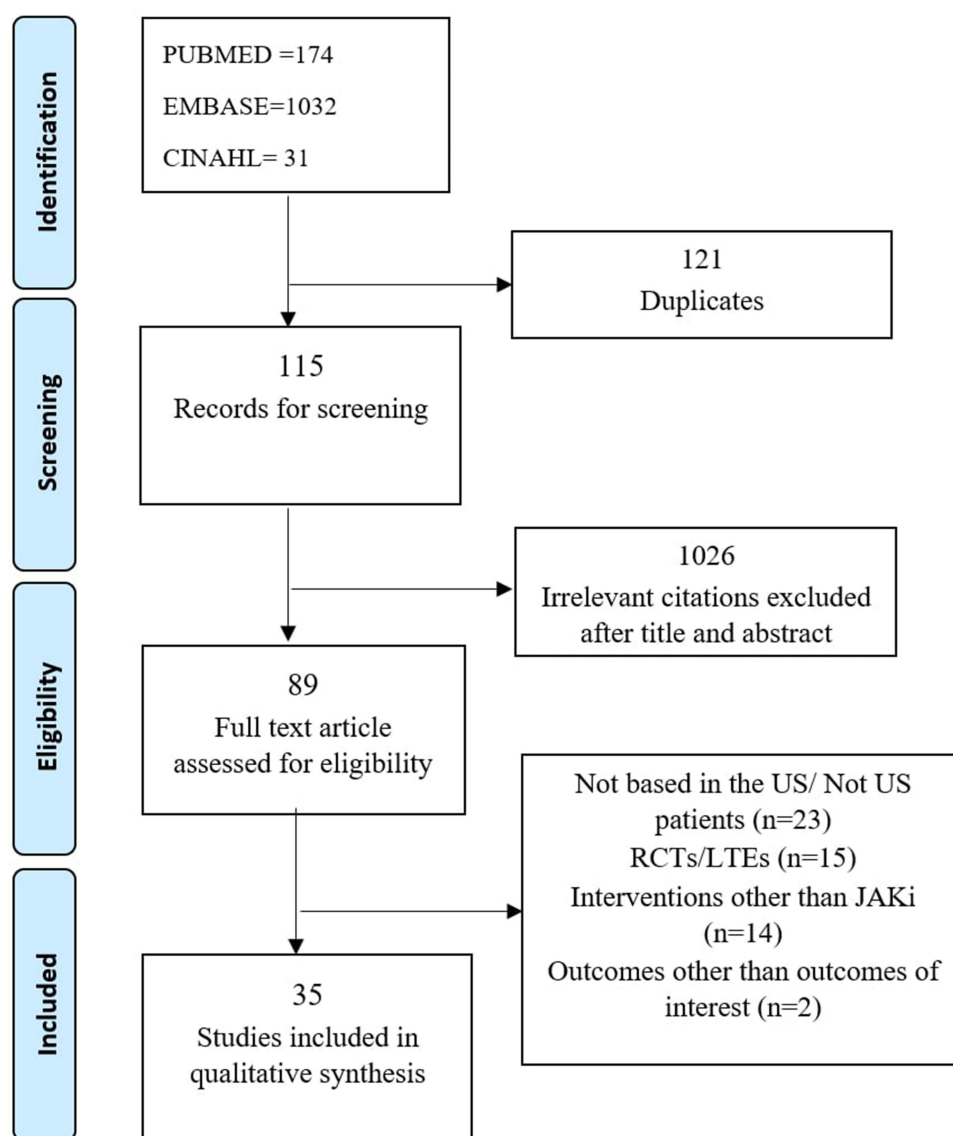 Identification
PUBMED =174
EMBASE=1032
CINAHL= 31
121
Duplicates
Screening
115
Records for screening
1026
Irrelevant citations excluded
after title and abstract
Eligibility
89
Full text article
assessed for eligibility
Not based in the US/ Not US
patients (n=23)
RCTs/LTEs (n=15)
Interventions other than JAKi
(n=14)
Outcomes other than outcomes of
interest (n=2)
Included
35
Studies included in
qualitative synthesis